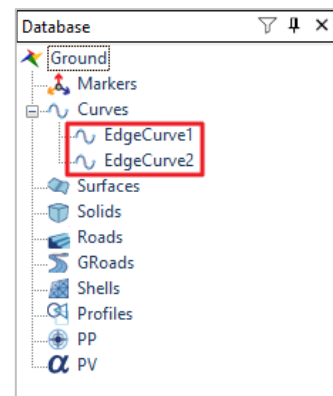 Database
Ground
Markers
Curves
EdgeCurve1
EdgeCurve2
Surfaces
Solids
Roads
GRoads
Shells
Profiles
PP
α PV